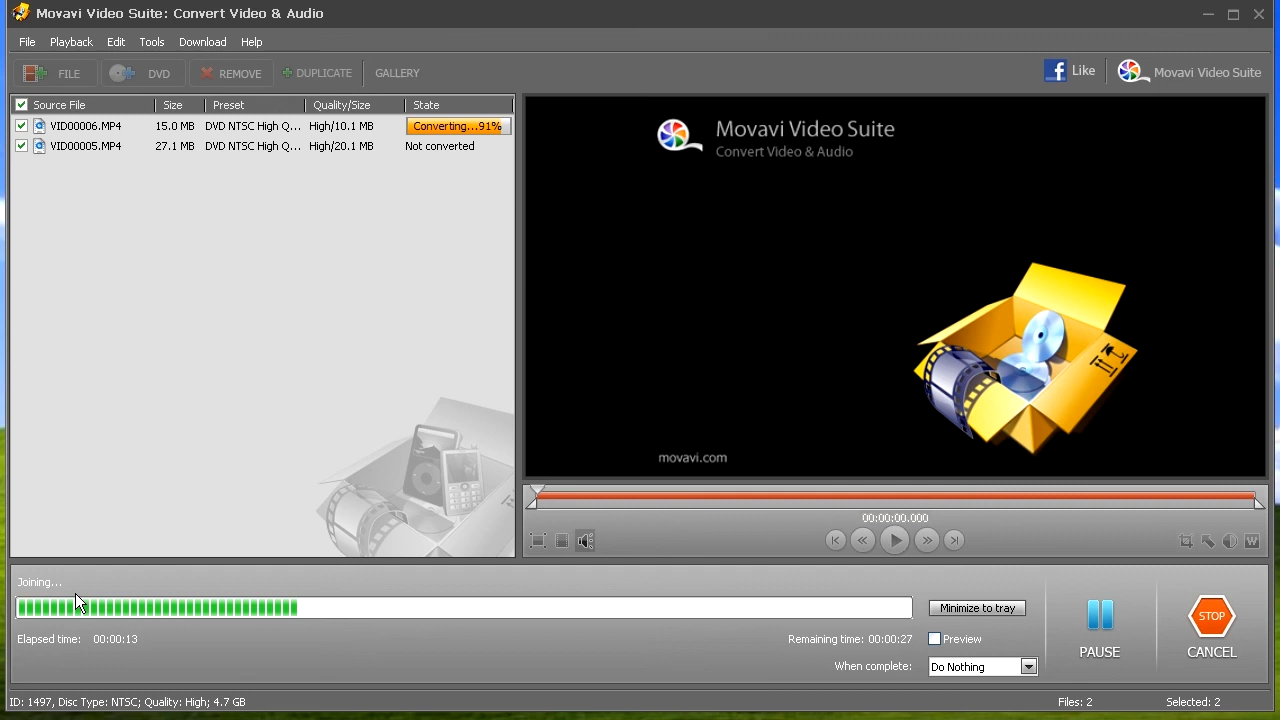 Movavi Video Suite: Convert Video & Audio
File Playback Edit Tools Download Help
FILE DVD REMOVE DUPLICATE GALLERY
f Like Movavi Video Suite
Source File Size Preset Quality/Size State
VID00006.MP4 15.0 MB DVD NTSC High Q... High/10.1 MB Converting...91%
VID00005.MP4 27.1 MB DVD NTSC High Q... High/20.1 MB Not converted
Movavi Video Suite
Convert Video & Audio
movavi.com
00:00:00.000
W
Joining...
Minimize to tray
Elapsed time: 00:00:13
Remaining time: 00:00:27
Preview
When complete: Do Nothing
PAUSE
STOP
CANCEL
ID: 1497, Disc Type: NTSC; Quality: High; 4.7 GB
Files: 2
Selected: 2